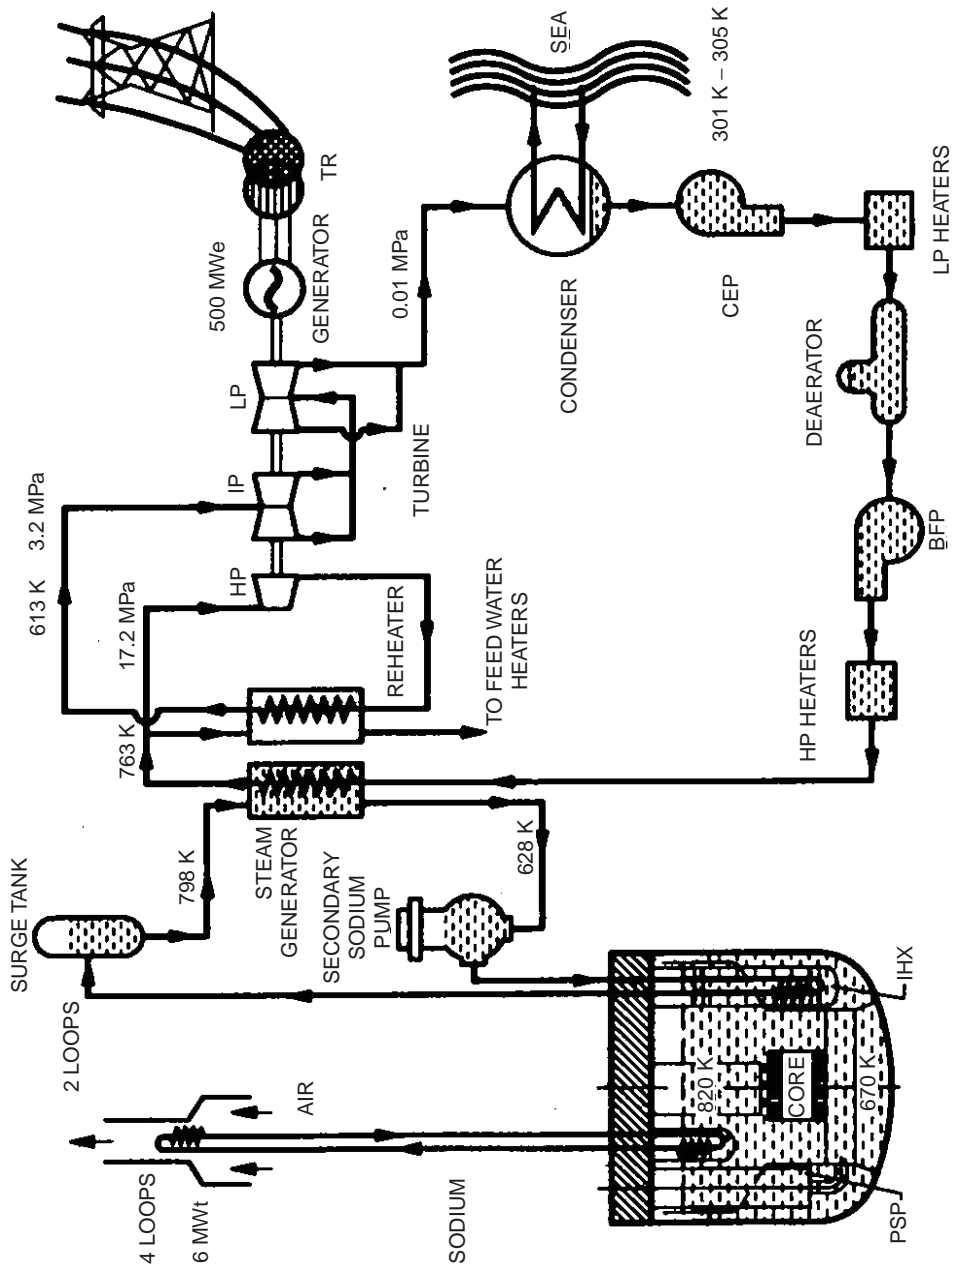 SEA
301 K – 305 K
TR
500 MWe
GENERATOR
0.01 MPa
CONDENSER
CEP
LP HEATERS
LP
DEAERATOR
IP
TURBINE
3.2 MPa
613 K
HP
17.2 MPa
BFP
REHEATER
TO FEED WATER
HEATERS
HP HEATERS
763 K
STEAM
GENERATOR
798 K
628 K
SURGE TANK
SECONDARY
SODIUM
PUMP
2 LOOPS
IHX
AIR
820 K
CORE
670 K
4 LOOPS
6 MWt
SODIUM
PSP